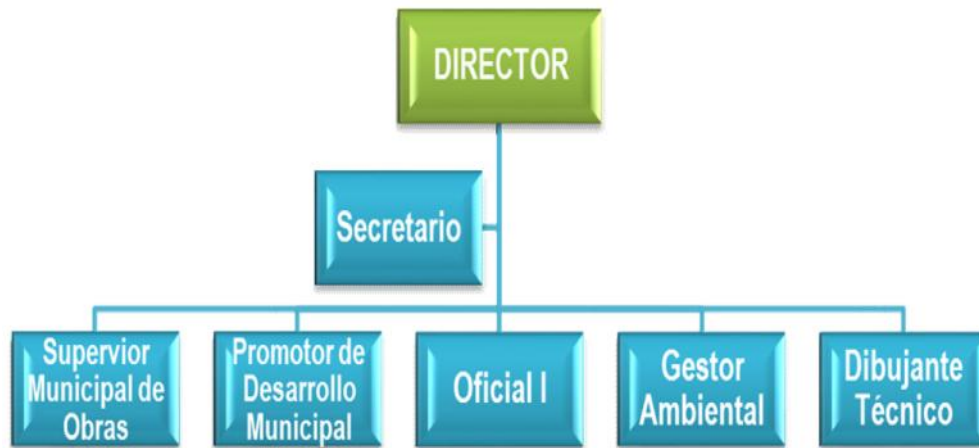 DIRECTOR
Secretario
Supervior
Municipal de
Obras
Promotor de
Desarrollo
Municipal
Oficial I
Gestor
Ambiental
Dibujante
Técnico